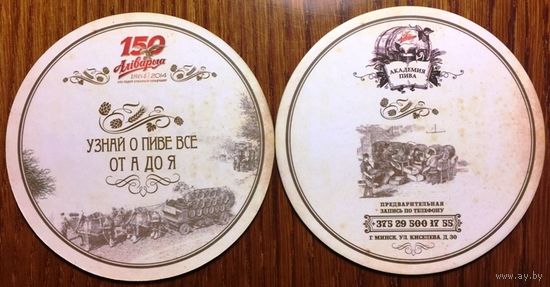 150
Аліварыя
1864 2014
УЗНАЙ О ПИВЕ ВСЕ
ОТ А ДО Я
Аліварыя
АКАДЕМИЯ
ПИВА
ПРЕДВАРИТЕЛЬНАЯ
ЗАПИСЬ ПО ТЕЛЕФОНУ
+375 29 500 17 55
Г. МИНСК, УЛ. КИСЕЛЕВА, Д. 30
www.ay.by